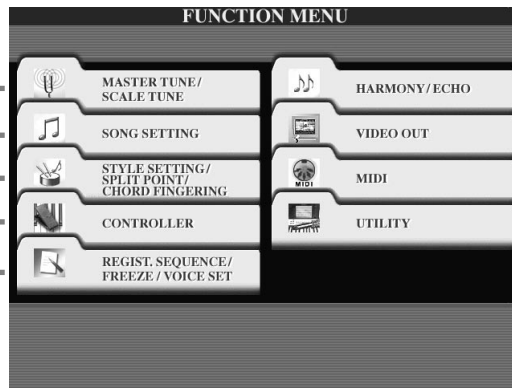 FUNCTION MENU
MASTER TUNE/
SCALE TUNE
SONG SETTING
STYLE SETTING/
SPLIT POINT/
CHORD FINGERING
CONTROLLER
REGIST. SEQUENCE/
FREEZE / VOICE SET
HARMONY/ ECHO
VIDEO OUT
MIDI
MIDI
UTILITY